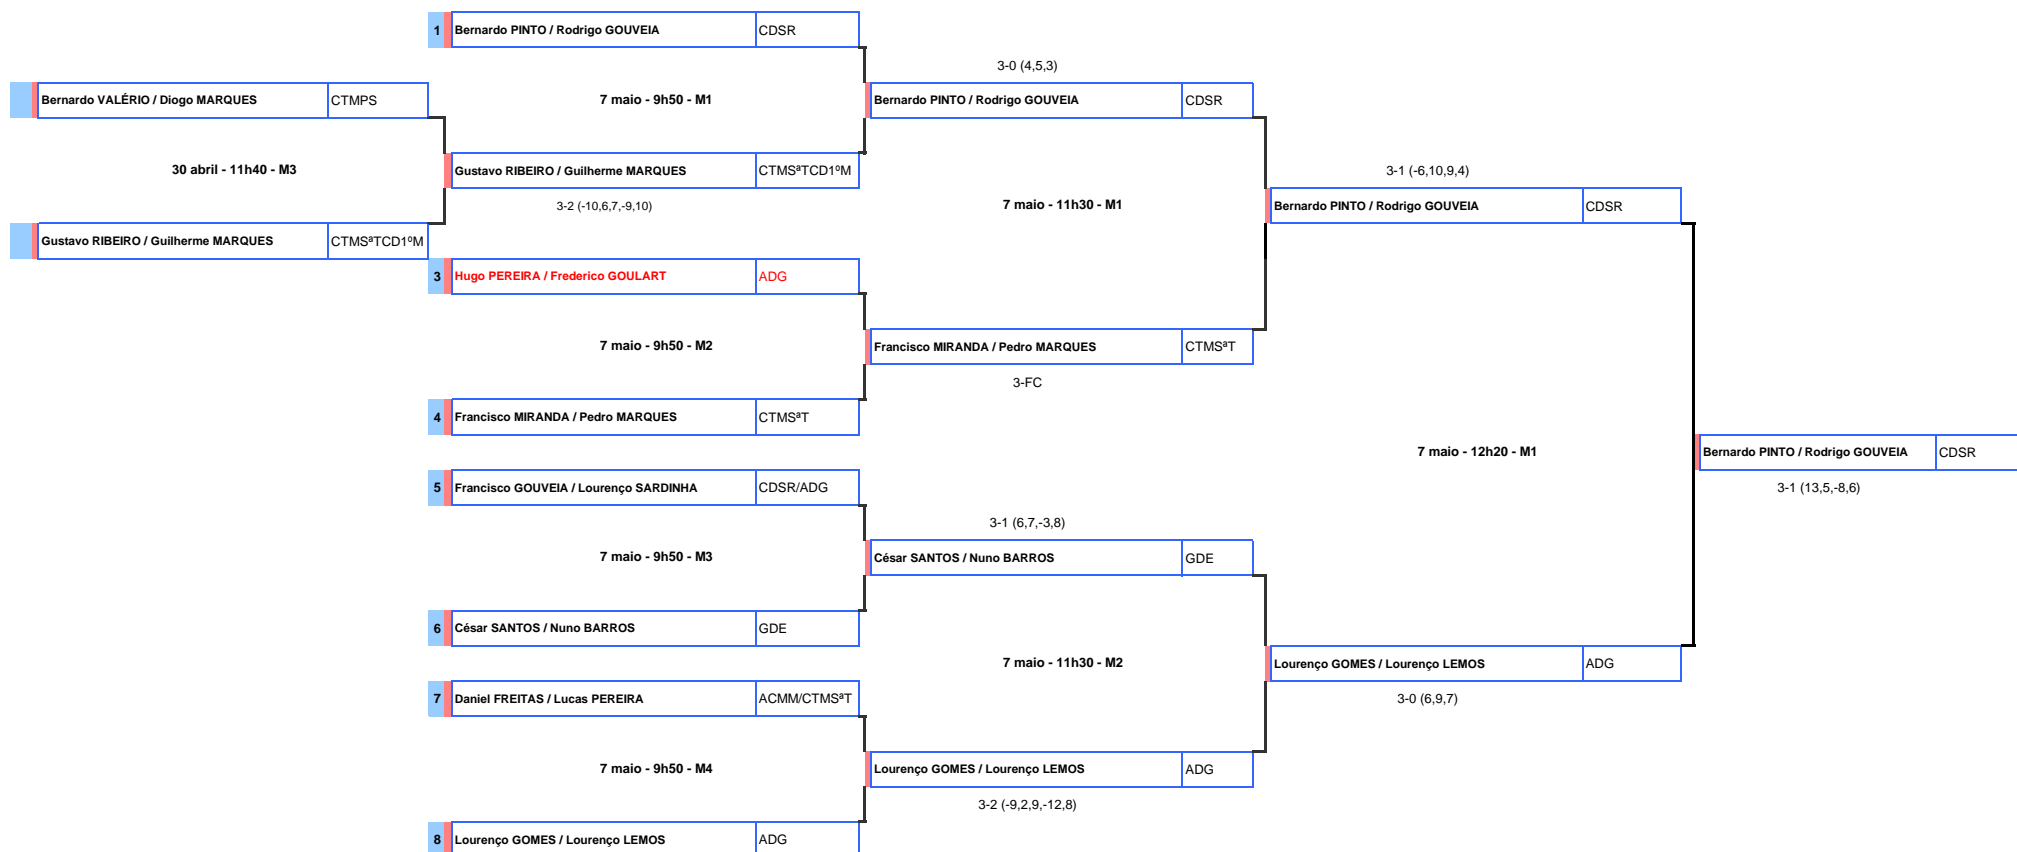 1 Bernardo PINTO / Rodrigo GOUVEIA CDSR
3-0 (4,5,3)
Bernardo VALÉRIO / Diogo MARQUES CTMPS 7 maio - 9h50 - M1 Bernardo PINTO / Rodrigo GOUVEIA CDSR
30 abril - 11h40 - M3 Gustavo RIBEIRO / Guilherme MARQUES CTMSªTCD1ºM 3-1 (-6,10,9,4)
3-2 (-10,6,7,-9,10) 7 maio - 11h30 - M1 Bernardo PINTO / Rodrigo GOUVEIA CDSR
Gustavo RIBEIRO / Guilherme MARQUES CTMSªTCD1ºM
3 Hugo PEREIRA / Frederico GOULART ADG
7 maio - 9h50 - M2 Francisco MIRANDA / Pedro MARQUES CTMSªT
3-FC
4 Francisco MIRANDA / Pedro MARQUES CTMSªT
7 maio - 12h20 - M1 Bernardo PINTO / Rodrigo GOUVEIA CDSR
5 Francisco GOUVEIA / Lourenço SARDINHA CDSR/ADG 3-1 (13,5,-8,6)
3-1 (6,7,-3,8)
7 maio - 9h50 - M3 César SANTOS / Nuno BARROS GDE
6 César SANTOS / Nuno BARROS GDE
7 maio - 11h30 - M2 Lourenço GOMES / Lourenço LEMOS ADG
7 Daniel FREITAS / Lucas PEREIRA ACMM/CTMSªT 3-0 (6,9,7)
7 maio - 9h50 - M4 Lourenço GOMES / Lourenço LEMOS ADG
3-2 (-9,2,9,-12,8)
8 Lourenço GOMES / Lourenço LEMOS ADG